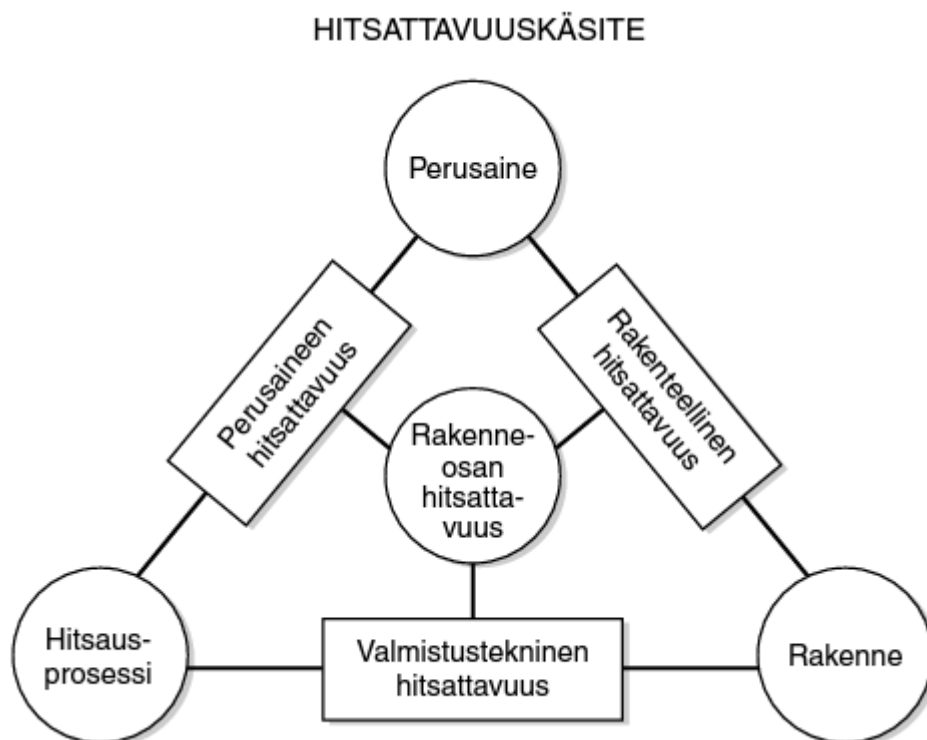 HITSATTAVUUSKÄSITE
Perusaine
Perusaineen
hitsattavuus
Rakenteellinen
hitsattavuus
Rakenne-
osan
hitsatta-
vuus
Hitsaus-
prosessi
Valmistustekninen
hitsattavuus
Rakenne